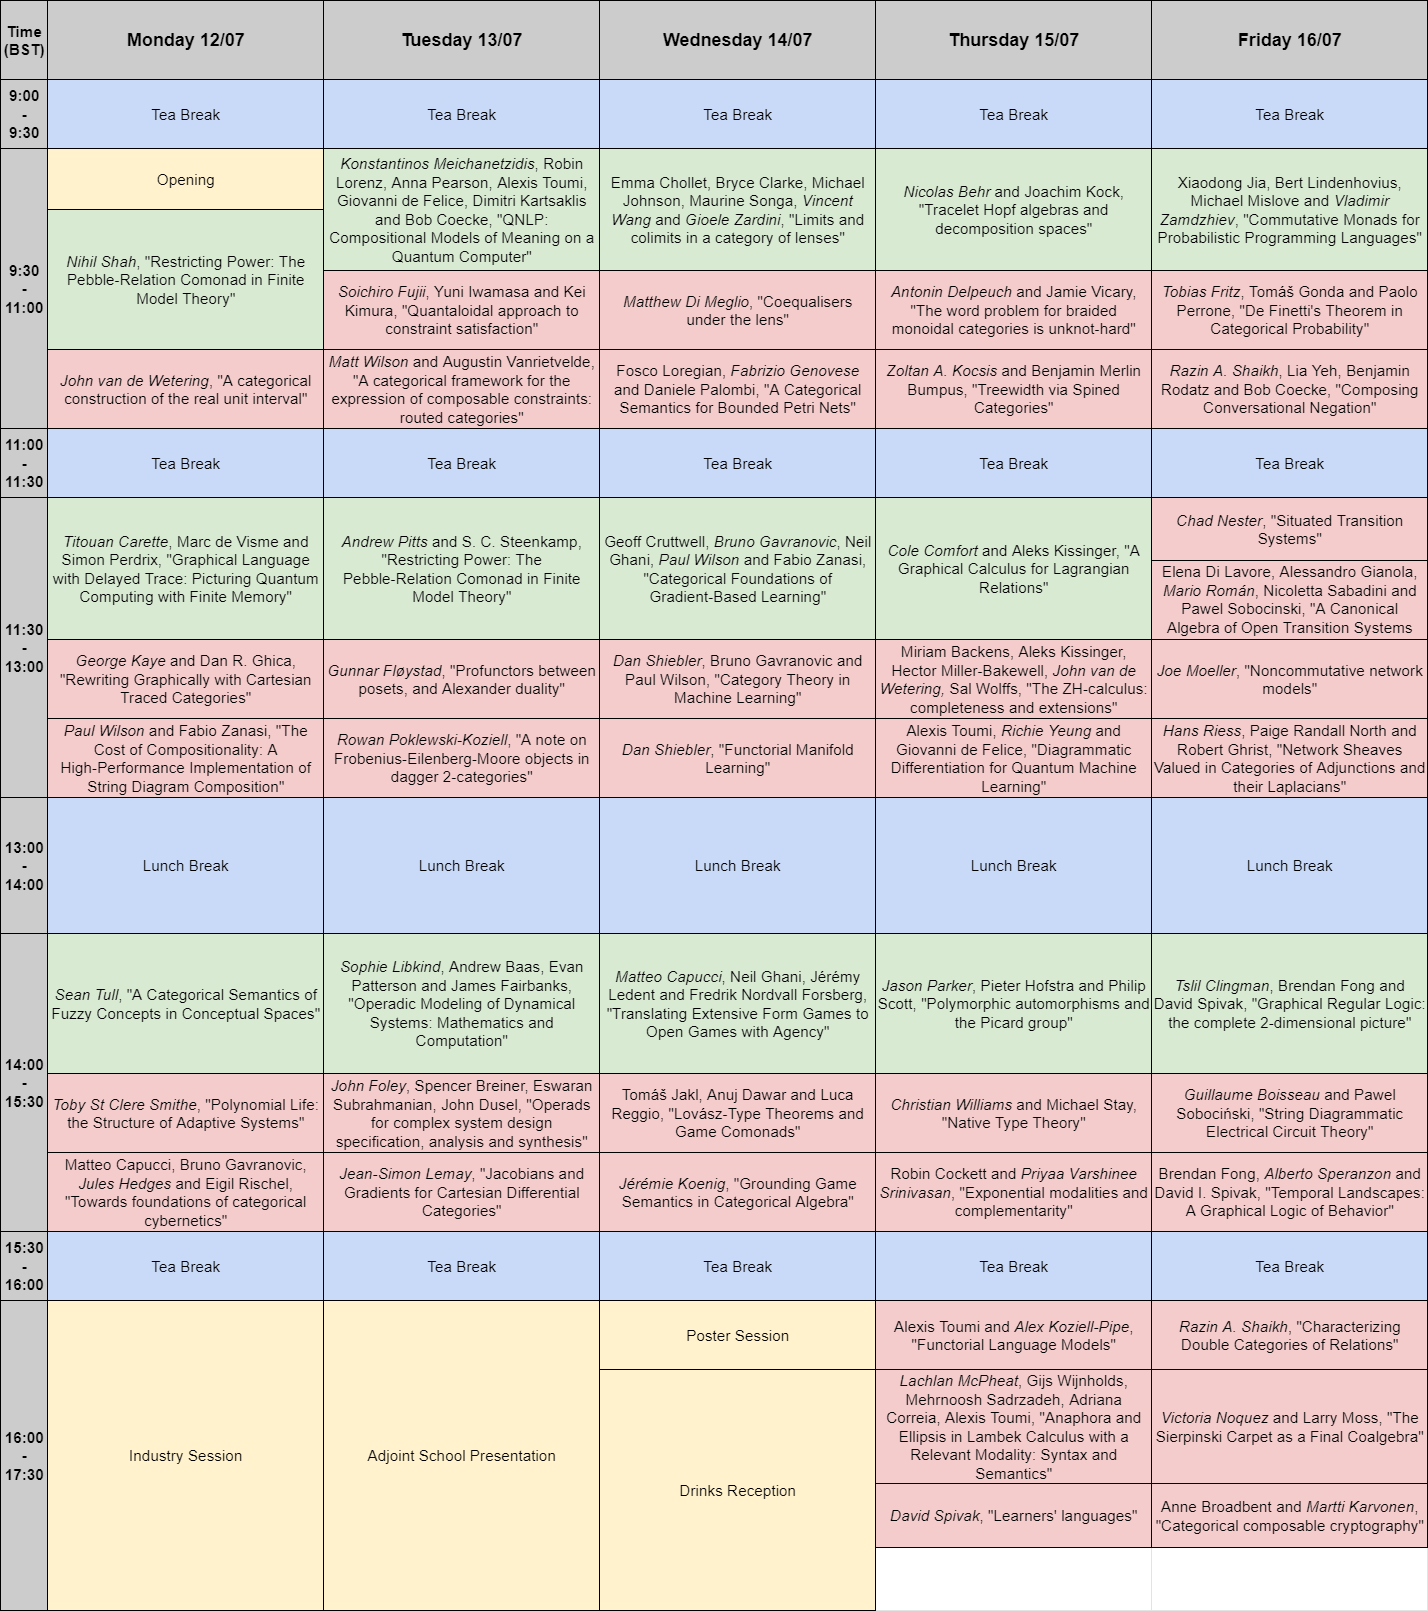 Time
(BST)
Monday 12/07
Tuesday 13/07
Wednesday 14/07
Thursday 15/07
Friday 16/07
9:00
-
9:30
Tea Break
Tea Break
Tea Break
Tea Break
Tea Break
9:30
-
11:00
Opening
Nihil Shah, "Restricting Power: The
Pebble-Relation Comonad in Finite
Model Theory"
John van de Wetering, "A categorical
construction of the real unit interval"
Konstantinos Meichanetzidis, Robin
Lorenz, Anna Pearson, Alexis Toumi,
Giovanni de Felice, Dimitri Kartsaklis
and Bob Coecke, "QNLP:
Compositional Models of Meaning on a
Quantum Computer"
Soichiro Fujii, Yuni Iwamasa and Kei
Kimura, "Quantaloidal approach to
constraint satisfaction"
Matt Wilson and Augustin Vanrietvelde,
"A categorical framework for the
expression of composable constraints:
routed categories"
Emma Chollet, Bryce Clarke, Michael
Johnson, Maurine Songa, Vincent
Wang and Gioele Zardini, "Limits and
colimits in a category of lenses"
Matthew Di Meglio, "Coequalisers
under the lens"
Fosco Loregian, Fabrizio Genovese
and Daniele Palombi, "A Categorical
Semantics for Bounded Petri Nets"
Nicolas Behr and Joachim Kock,
"Tracelet Hopf algebras and
decomposition spaces"
Antonin Delpeuch and Jamie Vicary,
"The word problem for braided
monoidal categories is unknot-hard"
Zoltan A. Kocsis and Benjamin Merlin
Bumpus, "Treewidth via Spined
Categories"
Xiaodong Jia, Bert Lindenhovius,
Michael Mislove and Vladimir
Zamdzhiev, "Commutative Monads for
Probabilistic Programming Languages"
Tobias Fritz, Tomáš Gonda and Paolo
Perrone, "De Finetti's Theorem in
Categorical Probability"
Razin A. Shaikh, Lia Yeh, Benjamin
Rodatz and Bob Coecke, "Composing
Conversational Negation"
11:00
-
11:30
Tea Break
Tea Break
Tea Break
Tea Break
Tea Break
11:30
-
13:00
Titouan Carette, Marc de Visme and
Simon Perdrix, "Graphical Language
with Delayed Trace: Picturing Quantum
Computing with Finite Memory"
George Kaye and Dan R. Ghica,
"Rewriting Graphically with Cartesian
Traced Categories"
Paul Wilson and Fabio Zanasi, "The
Cost of Compositionality: A
High-Performance Implementation of
String Diagram Composition"
Andrew Pitts and S. C. Steenkamp,
"Restricting Power: The
Pebble-Relation Comonad in Finite
Model Theory"
Gunnar Fløystad, "Profunctors between
posets, and Alexander duality"
Rowan Poklewski-Koziell, "A note on
Frobenius-Eilenberg-Moore objects in
dagger 2-categories"
Geoff Cruttwell, Bruno Gavranovic, Neil
Ghani, Paul Wilson and Fabio Zanasi,
"Categorical Foundations of
Gradient-Based Learning"
Dan Shiebler, Bruno Gavranovic and
Paul Wilson, "Category Theory in
Machine Learning"
Dan Shiebler, "Functorial Manifold
Learning"
Cole Comfort and Aleks Kissinger, "A
Graphical Calculus for Lagrangian
Relations"
Miriam Backens, Aleks Kissinger,
Hector Miller-Bakewell, John van de
Wetering, Sal Wolffs, "The ZH-calculus:
completeness and extensions"
Alexis Toumi, Richie Yeung and
Giovanni de Felice, "Diagrammatic
Differentiation for Quantum Machine
Learning"
Chad Nester, "Situated Transition
Systems"
Elena Di Lavore, Alessandro Gianola,
Mario Román, Nicoletta Sabadini and
Pawel Sobocinski, "A Canonical
Algebra of Open Transition Systems
Joe Moeller, "Noncommutative network
models"
Hans Riess, Paige Randall North and
Robert Ghrist, "Network Sheaves
Valued in Categories of Adjunctions and
their Laplacians"
13:00
-
14:00
Lunch Break
Lunch Break
Lunch Break
Lunch Break
Lunch Break
14:00
-
15:30
Sean Tull, "A Categorical Semantics of
Fuzzy Concepts in Conceptual Spaces"
Toby St Clere Smithe, "Polynomial Life:
the Structure of Adaptive Systems"
Matteo Capucci, Bruno Gavranovic,
Jules Hedges and Eigil Rischel,
"Towards foundations of categorical
cybernetics"
Sophie Libkind, Andrew Baas, Evan
Patterson and James Fairbanks,
"Operadic Modeling of Dynamical
Systems: Mathematics and
Computation"
John Foley, Spencer Breiner, Eswaran
Subrahmanian, John Dusel, "Operads
for complex system design
specification, analysis and synthesis"
Jean-Simon Lemay, "Jacobians and
Gradients for Cartesian Differential
Categories"
Matteo Capucci, Neil Ghani, Jérémy
Ledent and Fredrik Nordvall Forsberg,
"Translating Extensive Form Games to
Open Games with Agency"
Tomáš Jakl, Anuj Dawar and Luca
Reggio, "Lovász-Type Theorems and
Game Comonads"
Jérémie Koenig, "Grounding Game
Semantics in Categorical Algebra"
Jason Parker, Pieter Hofstra and Philip
Scott, "Polymorphic automorphisms and
the Picard group"
Christian Williams and Michael Stay,
"Native Type Theory"
Robin Cockett and Priyaa Varshinee
Srinivasan, "Exponential modalities and
complementarity"
Tslil Clingman, Brendan Fong and
David Spivak, "Graphical Regular Logic:
the complete 2-dimensional picture"
Guillaume Boisseau and Pawel
Sobociński, "String Diagrammatic
Electrical Circuit Theory"
Brendan Fong, Alberto Speranzon and
David I. Spivak, "Temporal Landscapes:
A Graphical Logic of Behavior"
15:30
-
16:00
Tea Break
Tea Break
Tea Break
Tea Break
Tea Break
16:00
-
17:30
Industry Session
Adjoint School Presentation
Poster Session
Drinks Reception
Alexis Toumi and Alex Koziell-Pipe,
"Functorial Language Models"
Lachlan McPheat, Gijs Wijnholds,
Mehrnoosh Sadrzadeh, Adriana
Correia, Alexis Toumi, "Anaphora and
Ellipsis in Lambek Calculus with a
Relevant Modality: Syntax and
Semantics"
David Spivak, "Learners' languages"
Razin A. Shaikh, "Characterizing
Double Categories of Relations"
Victoria Noquez and Larry Moss, "The
Sierpinski Carpet as a Final Coalgebra"
Anne Broadbent and Martti Karvonen,
"Categorical composable cryptography"